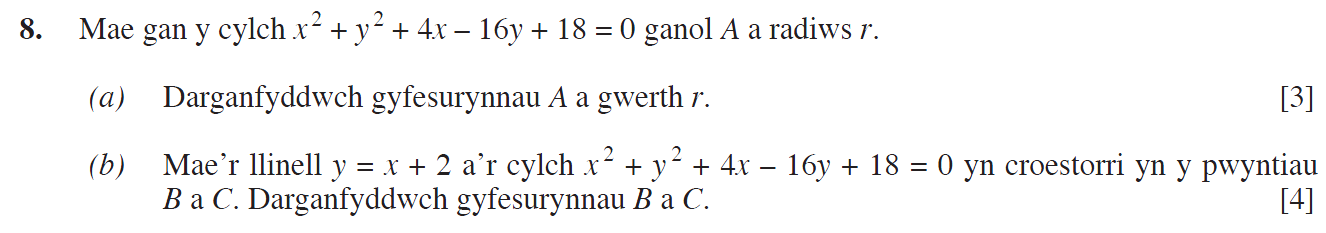 8. Mae gan y cylch x² + y² + 4x – 16y + 18 = 0 ganol A a radiws r.
(a) Darganfyddwch gyfesurynnau A a gwerth r. [3]
(b) Mae’r llinell y = x + 2 a’r cylch x² + y² + 4x – 16y + 18 = 0 yn croestorri yn y pwyntiau
B a C. Darganfyddwch gyfesurynnau B a C. [4]